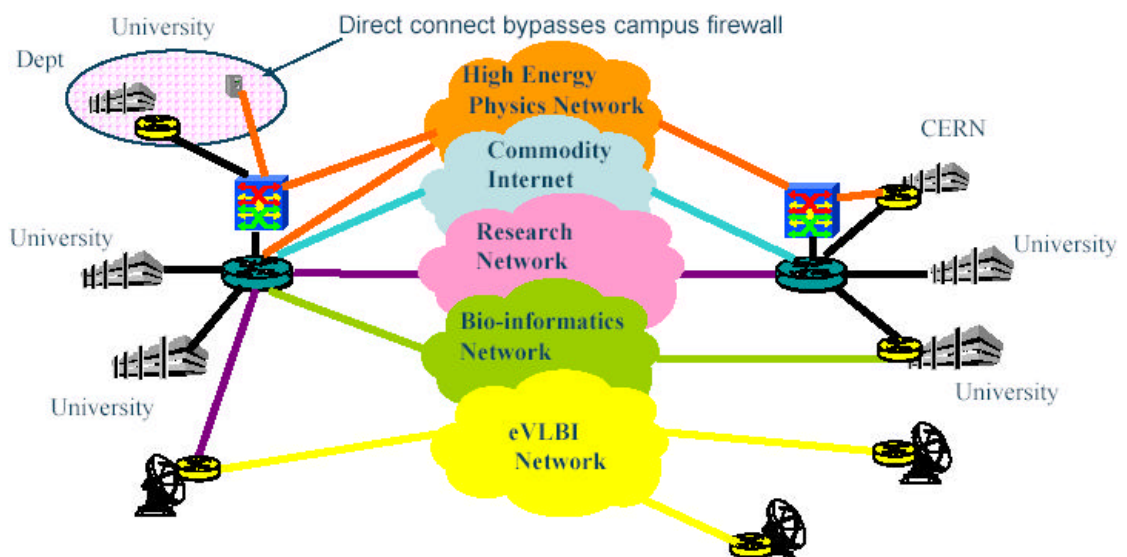 University
Direct connect bypasses campus firewall
Dept
High Energy
Physics Network
CERN
Commodity
Internet
University
Research
Network
University
Bio-informatics
Network
University
University
eVLBI
Network